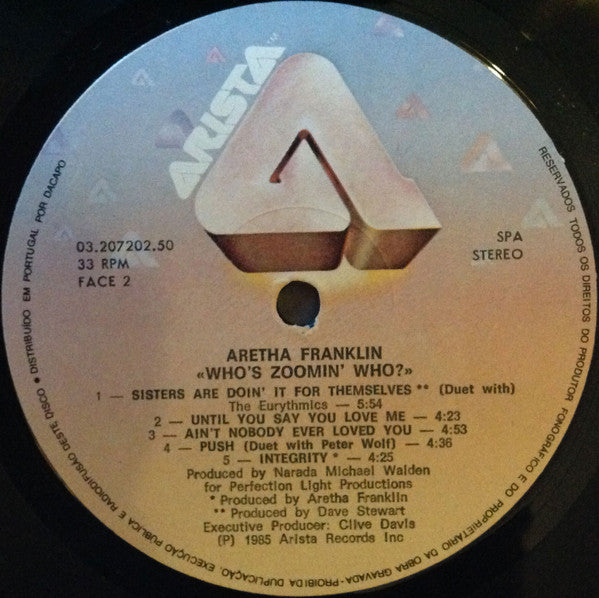 ARISTA™
03.207202.50
33 RPM
FACE 2
SPA
STEREO
ARETHA FRANKLIN
«WHO'S ZOOMIN' WHO?»
1 — SISTERS ARE DOIN' IT FOR THEMSELVES ** (Duet with)
The Eurythmics — 5:54
2 — UNTIL YOU SAY YOU LOVE ME — 4:23
3 — AIN'T NOBODY EVER LOVED YOU — 4:53
4 — PUSH (Duet with Peter Wolf) — 4:36
5 — INTEGRITY * — 4:25
Produced by Narada Michael Walden
for Perfection Light Productions
* Produced by Aretha Franklin
** Produced by Dave Stewart
Executive Producer: Clive Davis
(P) 1985 Arista Records Inc
RESERVADOS TODOS OS DIREITOS DO PRODUTOR FONOGRÁFICO E DO PROPRIETÁRIO DA OBRA GRAVADA - PROIBIDA DUPLICAÇÃO, EXECUÇÃO PÚBLICA E RADIODIFUSÃO DESTE DISCO • DISTRIBUÍDO EM PORTUGAL POR DACAPO